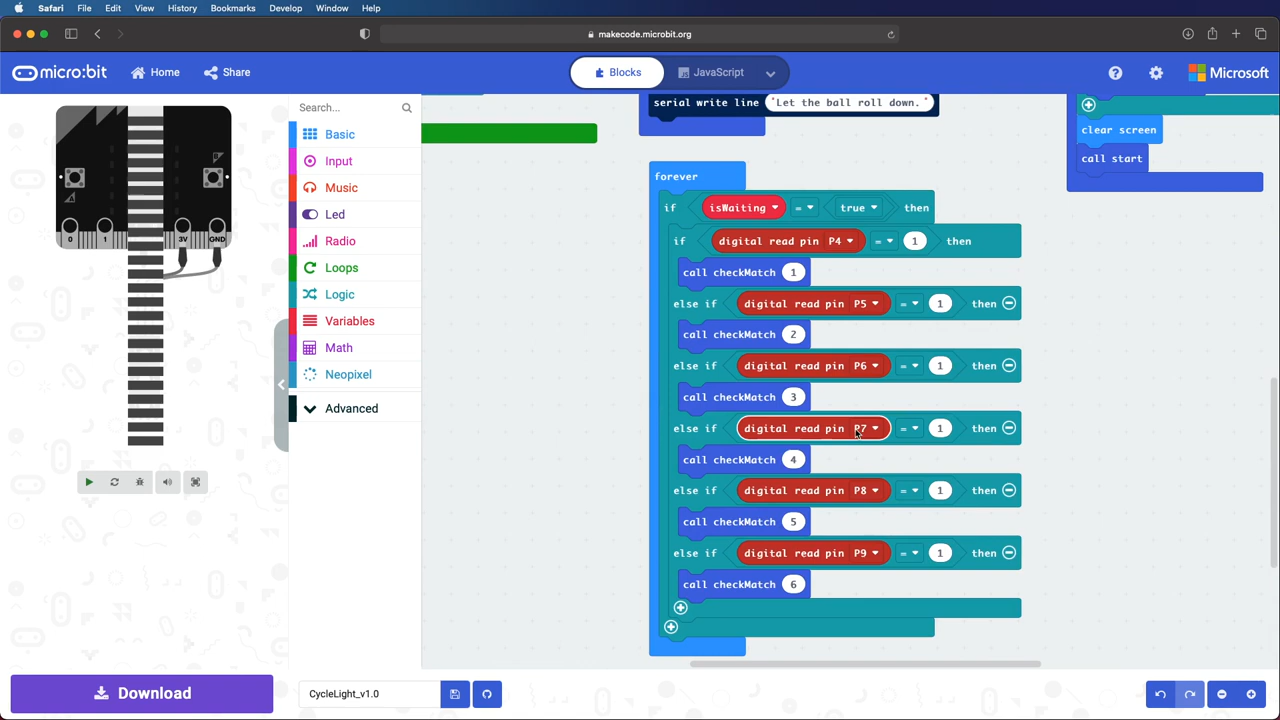 Safari File Edit View History Bookmarks Develop Window Help
makecode.microbit.org
micro:bit Home Share Blocks JavaScript Microsoft
Search...
Basic
Input
Music
Led
Radio
Loops
Logic
Variables
Math
Neopixel
Advanced
A
B
0 1 3V GND
serial write line "Let the ball roll down."
clear screen
call start
forever
if isWaiting = true then
if digital read pin P4 = 1 then
call checkMatch 1
else if digital read pin P5 = 1 then
call checkMatch 2
else if digital read pin P6 = 1 then
call checkMatch 3
else if digital read pin P7 = 1 then
call checkMatch 4
else if digital read pin P8 = 1 then
call checkMatch 5
else if digital read pin P9 = 1 then
call checkMatch 6
Download
CycleLight_v1.0